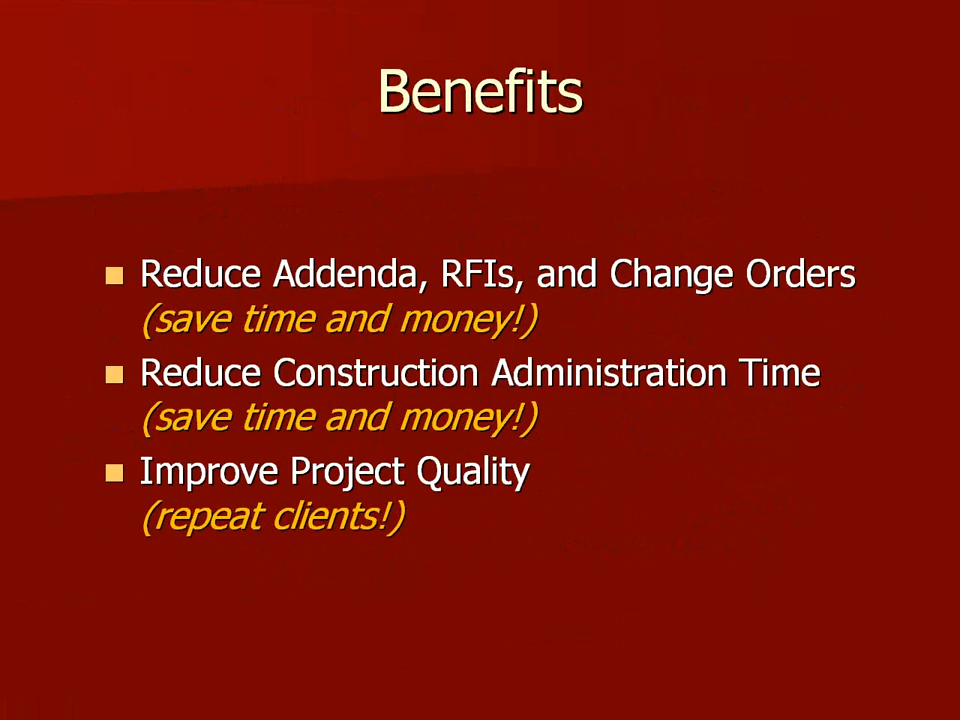 Benefits
Reduce Addenda, RFIs, and Change Orders
(save time and money!)
Reduce Construction Administration Time
(save time and money!)
Improve Project Quality
(repeat clients!)